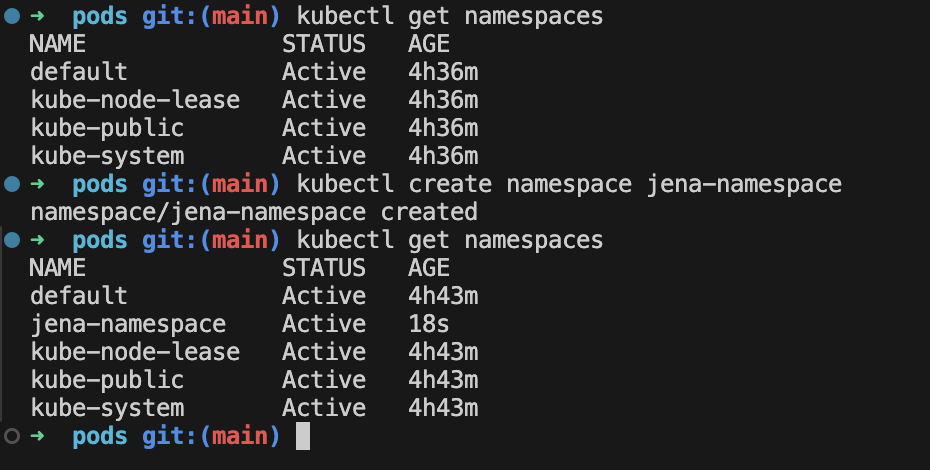 ➜  pods git:(main) kubectl get namespaces
NAME              STATUS   AGE
default           Active   4h36m
kube-node-lease   Active   4h36m
kube-public       Active   4h36m
kube-system       Active   4h36m
➜  pods git:(main) kubectl create namespace jena-namespace
namespace/jena-namespace created
➜  pods git:(main) kubectl get namespaces
NAME              STATUS   AGE
default           Active   4h43m
jena-namespace    Active   18s
kube-node-lease   Active   4h43m
kube-public       Active   4h43m
kube-system       Active   4h43m
➜  pods git:(main)